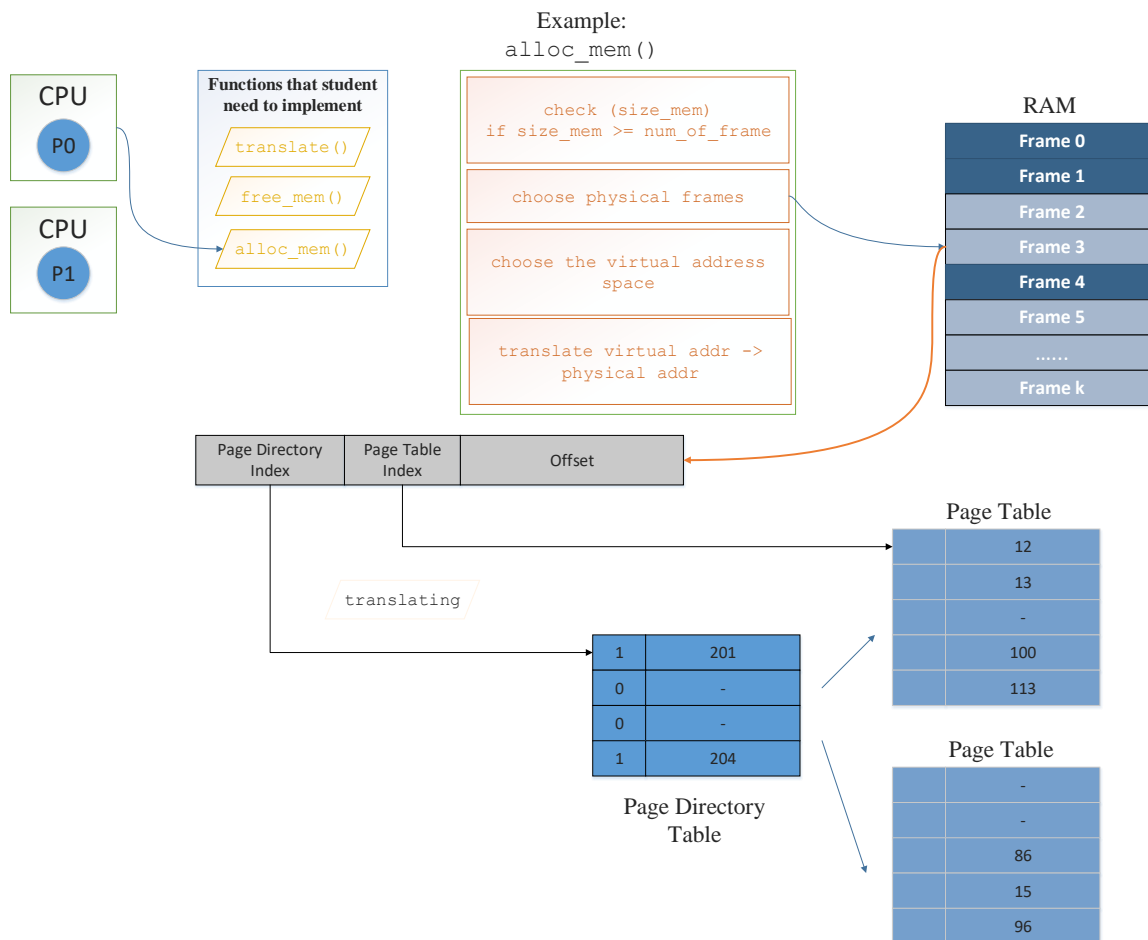 Example:
alloc_mem()
CPU
P0
CPU
P1
Functions that student
need to implement
translate()
free_mem()
alloc_mem()
check (size_mem)
if size_mem >= num_of_frame
choose physical frames
choose the virtual address
space
translate virtual addr ->
physical addr
RAM
Frame 0
Frame 1
Frame 2
Frame 3
Frame 4
Frame 5
......
Frame k
Page Directory
Index
Page Table
Index
Offset
translating
1 201
0 -
0 -
1 204
Page Directory
Table
Page Table
12
13
-
100
113
Page Table
-
-
86
15
96